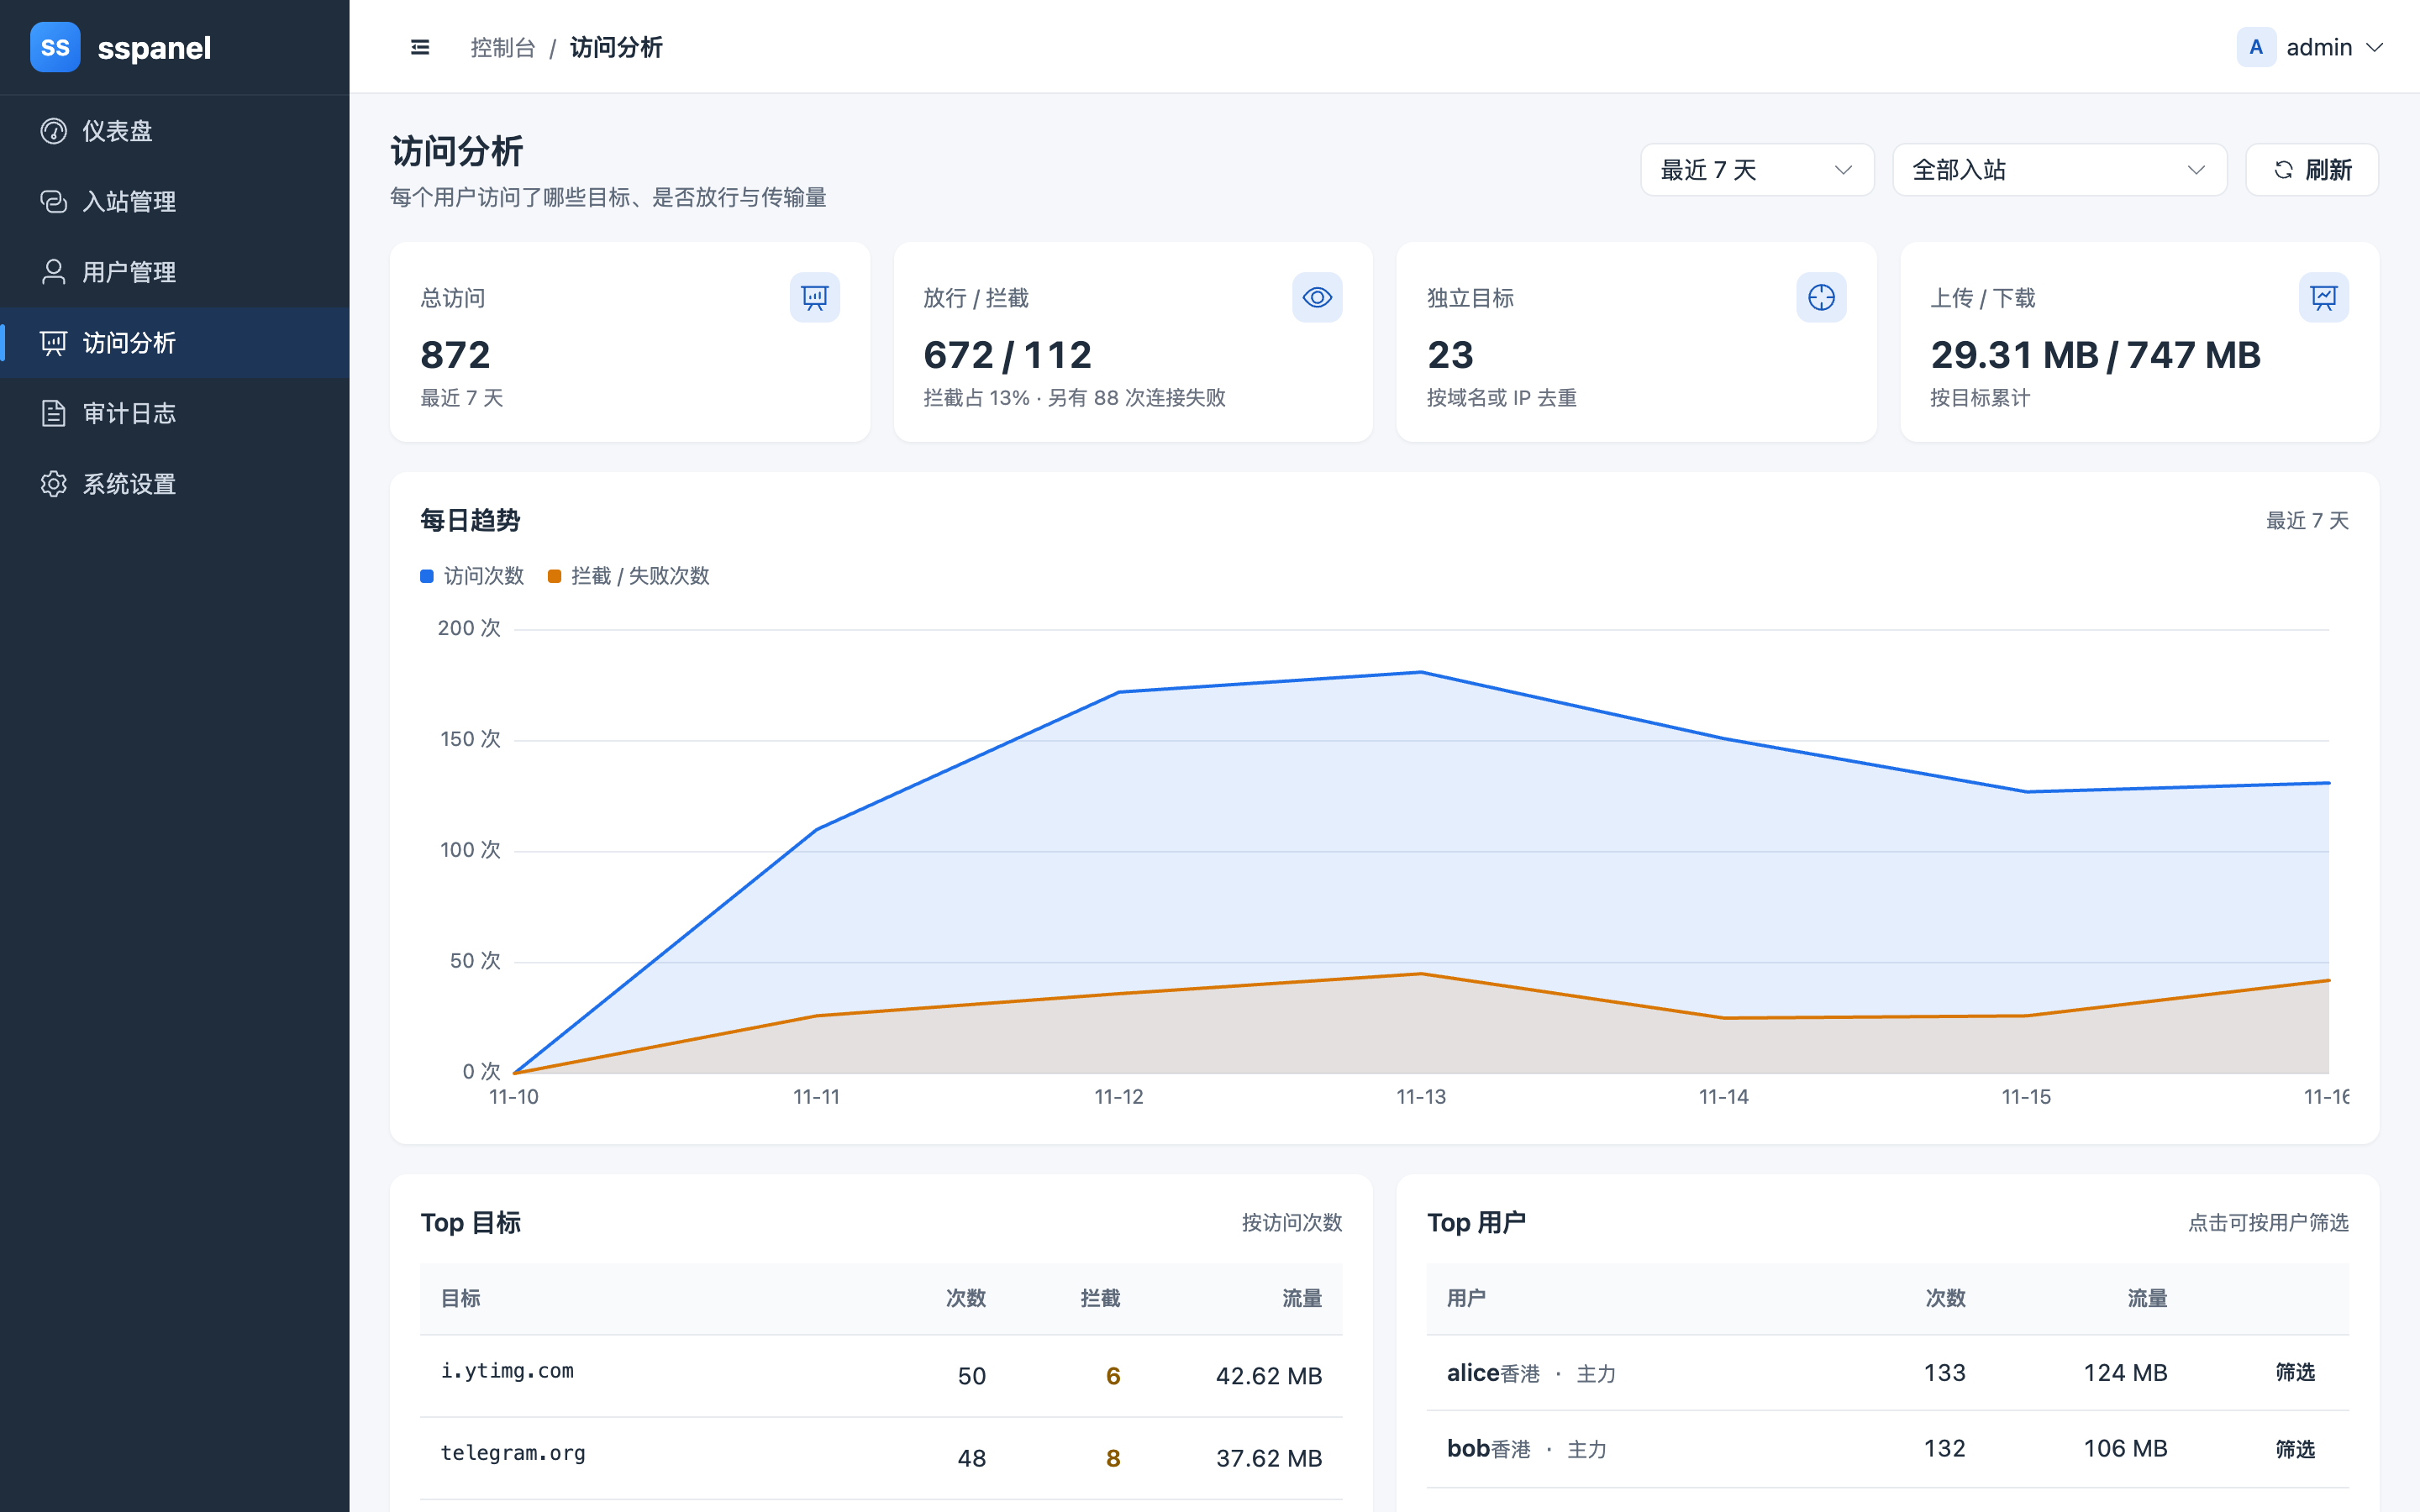 SS sspanel
仪表盘
入站管理
用户管理
访问分析
审计日志
系统设置
控制台 / 访问分析
A admin
访问分析
每个用户访问了哪些目标、是否放行与传输量
最近 7 天
全部入站
刷新
总访问
872
最近 7 天
放行 / 拦截
672 / 112
拦截占 13% · 另有 88 次连接失败
独立目标
23
按域名或 IP 去重
上传 / 下载
29.31 MB / 747 MB
按目标累计
每日趋势
最近 7 天
访问次数 拦截 / 失败次数
200 次
150 次
100 次
50 次
0 次
11-10 11-11 11-12 11-13 11-14 11-15 11-16
Top 目标
按访问次数
目标 次数 拦截 流量
i.ytimg.com 50 6 42.62 MB
telegram.org 48 8 37.62 MB
Top 用户
点击可按用户筛选
用户 次数 流量
alice香港 · 主力 133 124 MB 筛选
bob香港 · 主力 132 106 MB 筛选